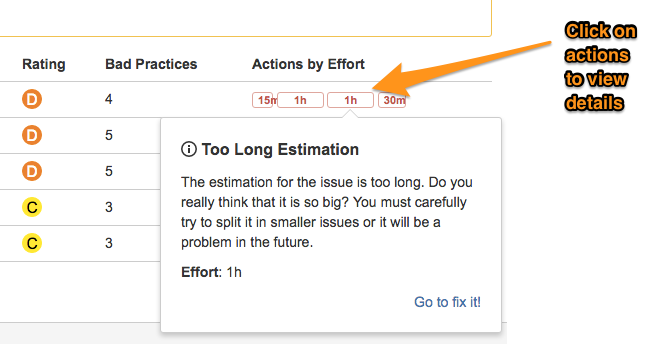 Click on
actions
to view
details
Rating Bad Practices Actions by Effort
D 4 15m 1h 1h 30m
D 5
D 5
C 3
C 3
Too Long Estimation
The estimation for the issue is too long. Do you
really think that it is so big? You must carefully
try to split it in smaller issues or it will be a
problem in the future.
Effort: 1h
Go to fix it!